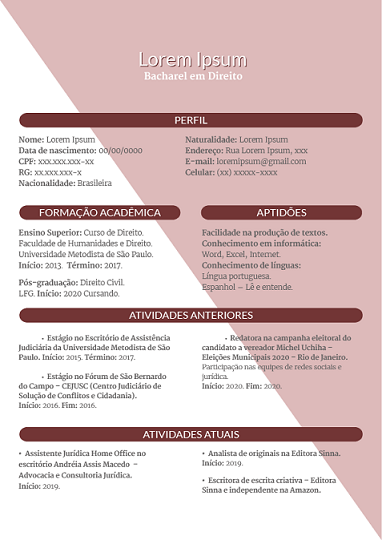 Lorem Ipsum
Bacharel em Direito
PERFIL
Nome: Lorem Ipsum
Data de nascimento: 00/00/0000
CPF: xxx.xxx.xxx-xx
RG: xx.xxx.xxx-x
Nacionalidade: Brasileira
Naturalidade: Lorem Ipsum
Endereço: Rua Lorem Ipsum, xxx
E-mail: loremipsum@gmail.com
Celular: (xx) xxxxx-xxxx
FORMAÇÃO ACADÊMICA
Ensino Superior: Curso de Direito.
Faculdade de Humanidades e Direito.
Universidade Metodista de São Paulo.
Início: 2013. Término: 2017.
Pós-graduação: Direito Civil.
LFG. Início: 2020 Cursando.
APTIDÕES
Facilidade na produção de textos.
Conhecimento em informática:
Word, Excel, Internet.
Conhecimento de línguas:
Língua portuguesa.
Espanhol – Lê e entende.
ATIVIDADES ANTERIORES
• Estágio no Escritório de Assistência
Judiciária da Universidade Metodista de São
Paulo. Início: 2015. Término: 2017.
• Estágio no Fórum de São Bernardo
do Campo – CEJUSC (Centro Judiciário de
Solução de Conflitos e Cidadania).
Início: 2016. Fim: 2016.
• Redatora na campanha eleitoral do
candidato a vereador Michel Uchiha –
Eleições Municipais 2020 – Rio de Janeiro.
Participação nas equipes de redes sociais e
jurídica.
Início: 2020. Fim: 2020.
ATIVIDADES ATUAIS
• Assistente Jurídica Home Office no
escritório Andréia Assis Macedo –
Advocacia e Consultoria Jurídica.
Início: 2019.
• Analista de originais na Editora Sinna.
Início: 2019.
• Escritora de escrita criativa – Editora
Sinna e independente na Amazon.